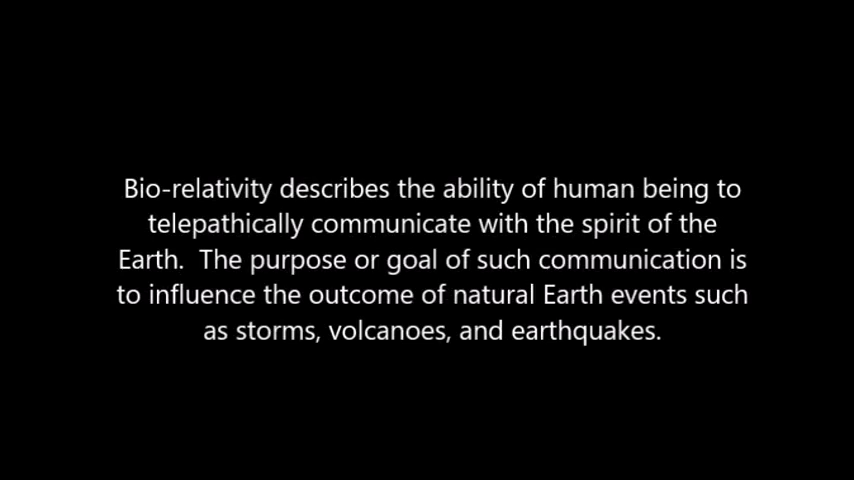 Bio-relativity describes the ability of human being to
telepathically communicate with the spirit of the
Earth.  The purpose or goal of such communication is
to influence the outcome of natural Earth events such
as storms, volcanoes, and earthquakes.